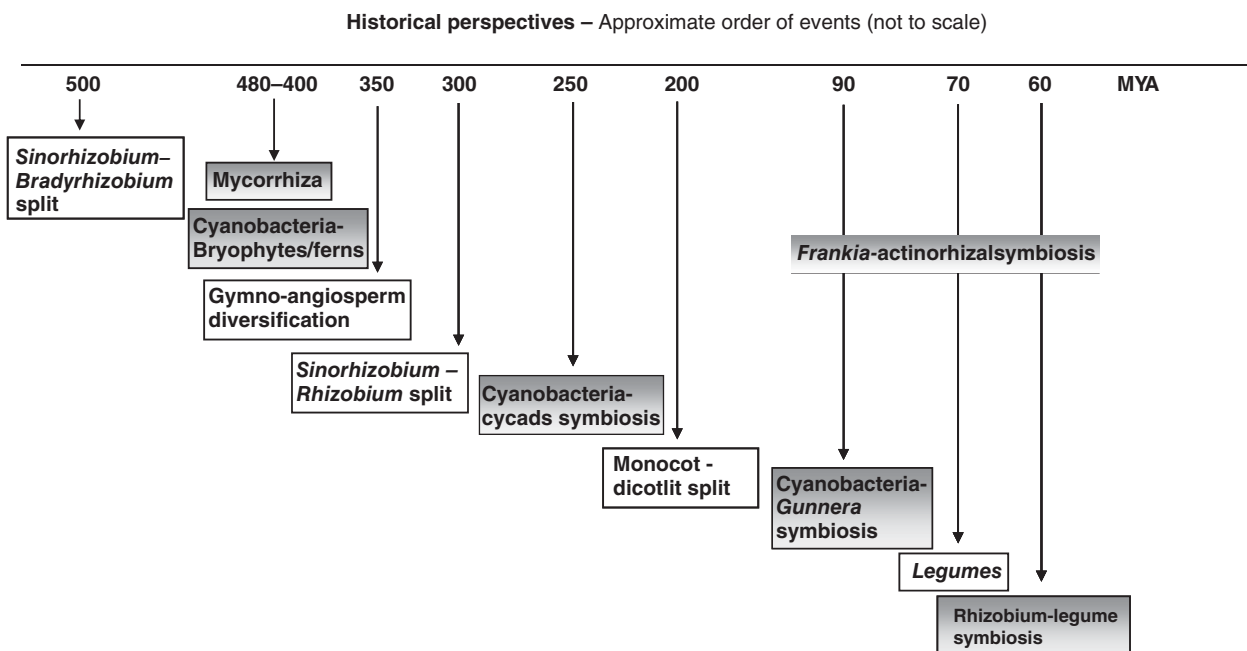 Historical perspectives – Approximate order of events (not to scale)
500 480–400 350 300 250 200 90 70 60 MYA
Sinorhizobium–
Bradyrhizobium
split
Mycorrhiza
Cyanobacteria-
Bryophytes/ferns
Frankia-actinorhizalsymbiosis
Gymno-angiosperm
diversification
Sinorhizobium –
Rhizobium split
Cyanobacteria-
cycads symbiosis
Monocot -
dicotlit split
Cyanobacteria-
Gunnera
symbiosis
Legumes
Rhizobium-legume
symbiosis